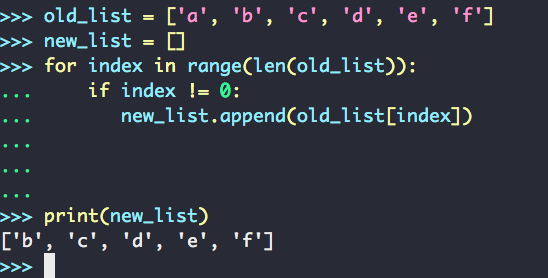 >>> old_list = ['a', 'b', 'c', 'd', 'e', 'f']
>>> new_list = []
>>> for index in range(len(old_list)):
...     if index != 0:
...        new_list.append(old_list[index])
...
...
...
>>> print(new_list)
['b', 'c', 'd', 'e', 'f']
>>>